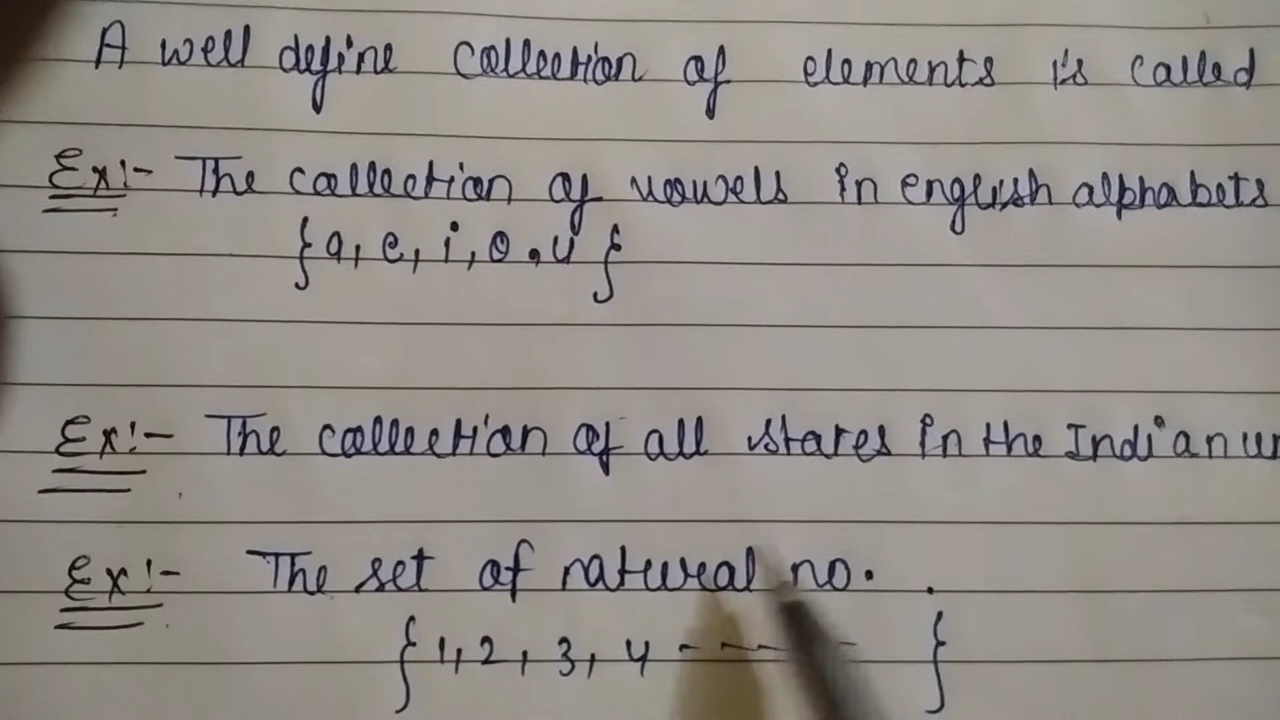 A well define collection of elements is called
Ex:- The collection of vowels in english alphabets
{a, e, i, o, u}
Ex:- The collection of all states in the Indian
Ex:- The set of natural no.
{1, 2, 3, 4 - - - - }